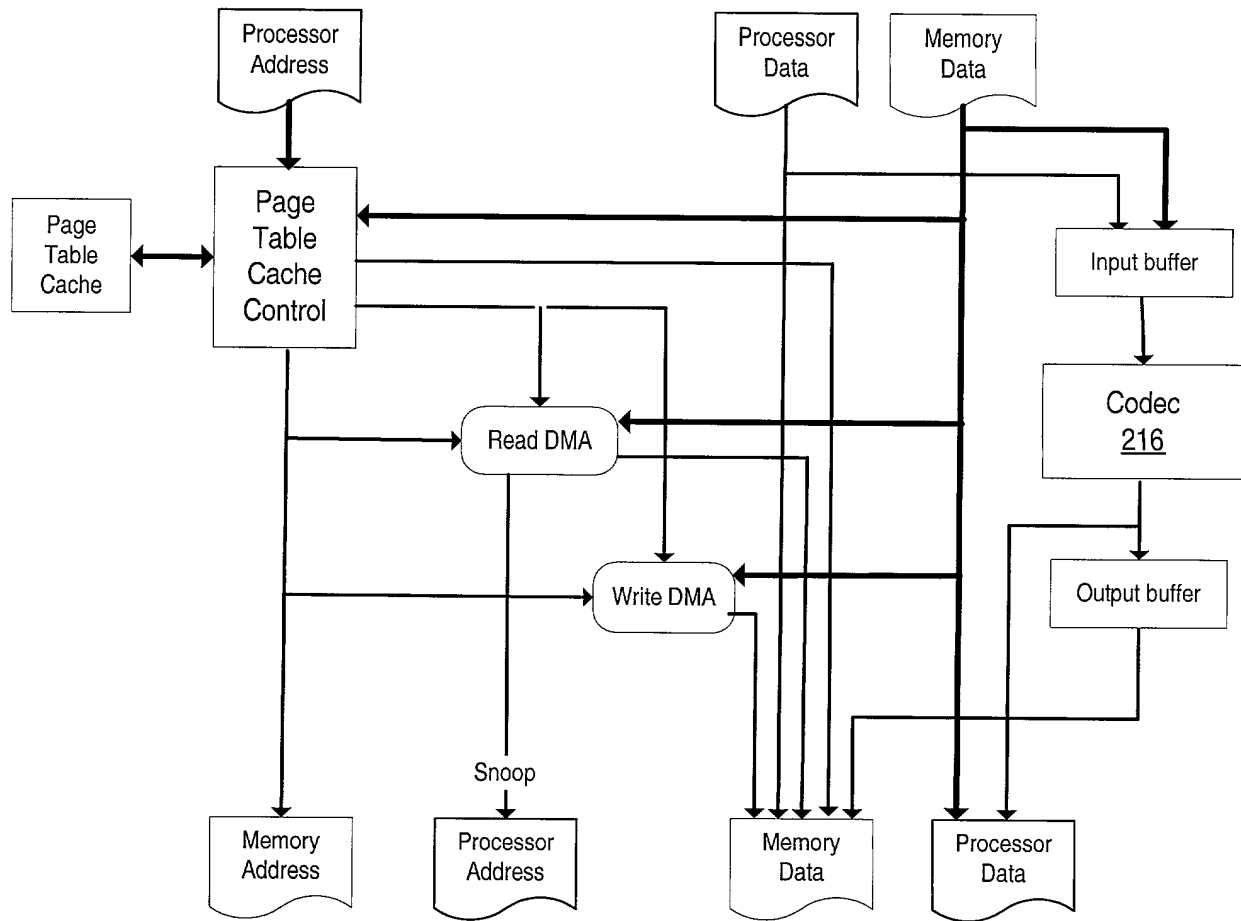 Processor
Address
Processor
Data
Memory
Data
Page
Table
Cache
Page
Table
Cache
Control
Input buffer
Codec
216
Read DMA
Write DMA
Output buffer
Snoop
Memory
Address
Processor
Address
Memory
Data
Processor
Data